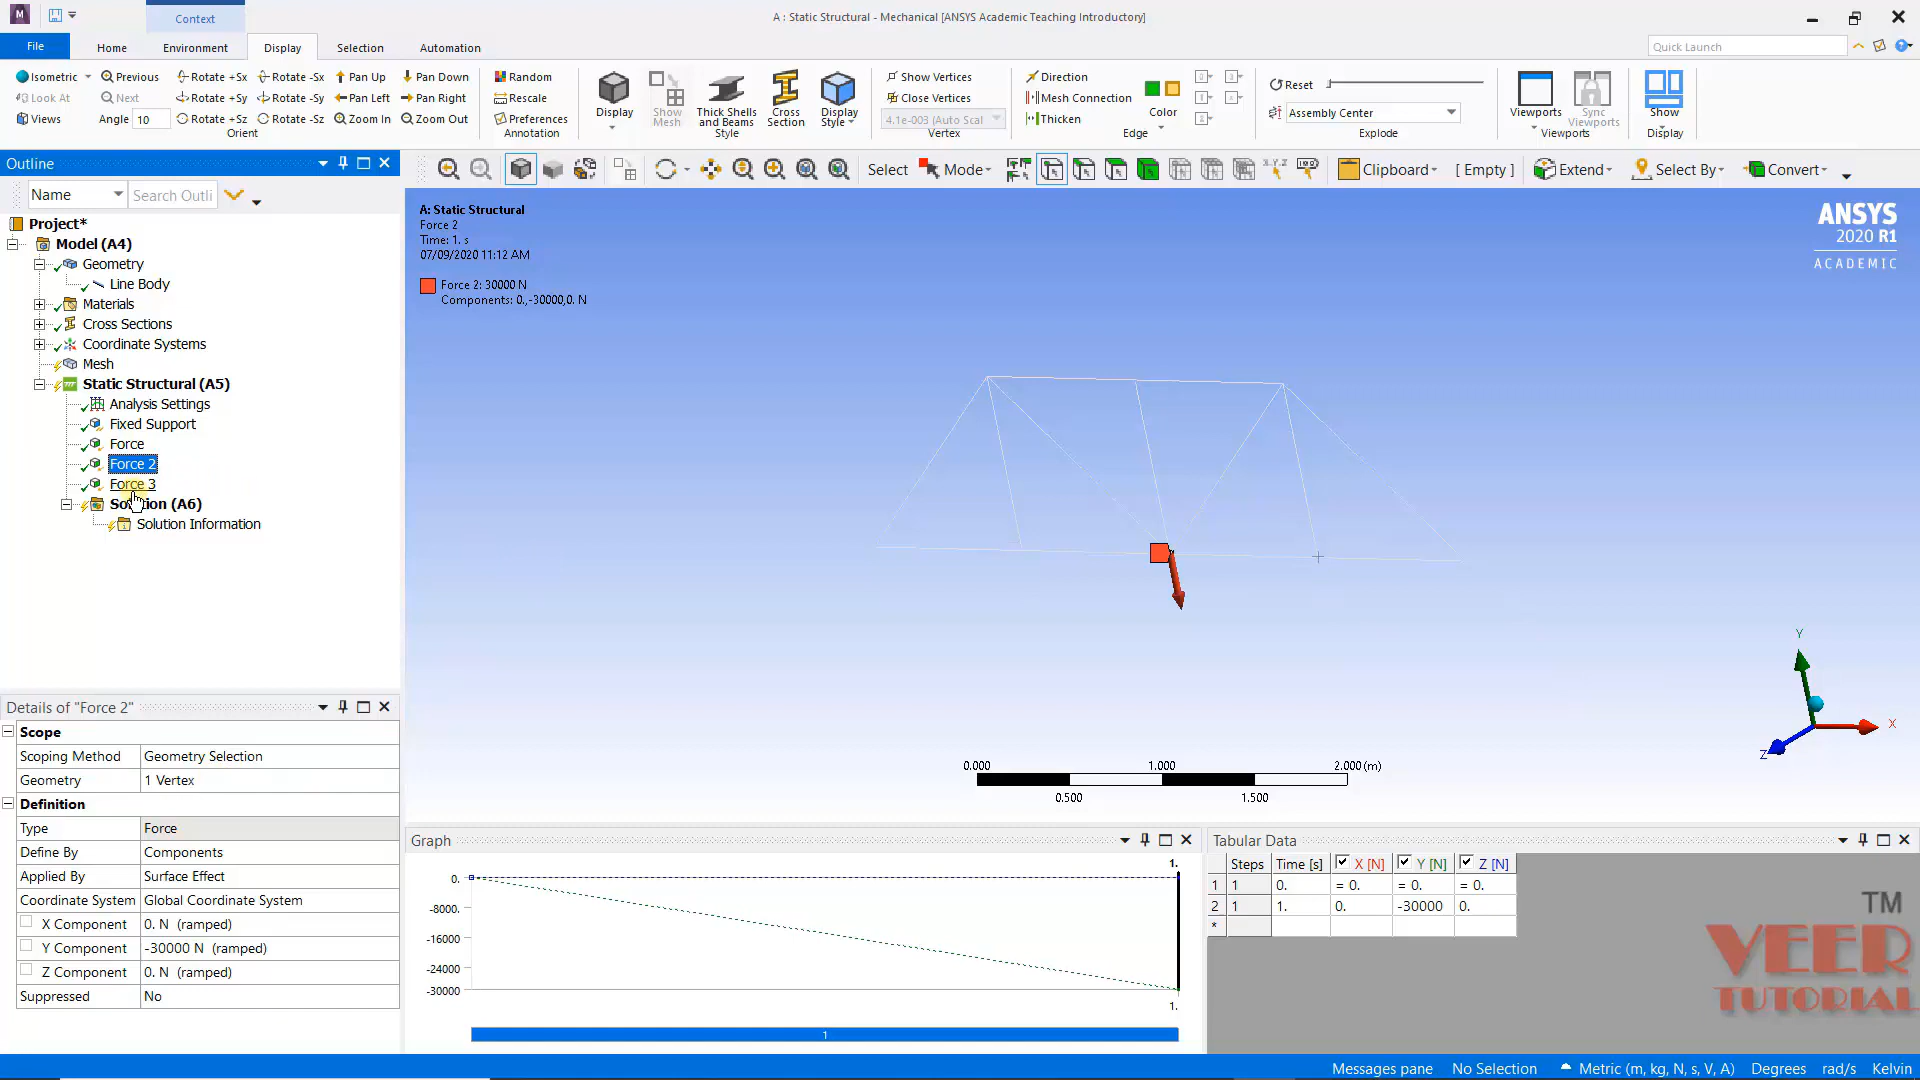 Context
A : Static Structural - Mechanical [ANSYS Academic Teaching Introductory]
File
Home
Environment
Display
Selection
Automation
Quick Launch
Isometric
Previous
Rotate +Sx
Rotate -Sx
Pan Up
Pan Down
Look At
Next
Rotate +Sy
Rotate -Sy
Pan Left
Pan Right
Views
Angle 10
Rotate +Sz
Rotate -Sz
Zoom In
Zoom Out
Orient
Random
Rescale
Preferences
Annotation
Display
Show Mesh
Thick Shells and Beams
Cross Section
Display Style
Style
Show Vertices
Close Vertices
4.1e-003 (Auto Scal
Vertex
Direction
Mesh Connection
Thicken
Color
Edge
Reset
Assembly Center
Explode
Viewports
Sync Viewports
Viewports
Show
Display
Outline
Name
Search Outli
Select
Mode
Clipboard
[ Empty ]
Extend
Select By
Convert
Project*
Model (A4)
Geometry
Line Body
Materials
Cross Sections
Coordinate Systems
Mesh
Static Structural (A5)
Analysis Settings
Fixed Support
Force
Force 2
Force 3
Solution (A6)
Solution Information
A: Static Structural
Force 2
Time: 1. s
07/09/2020 11:12 AM
Force 2: 30000 N
Components: 0.,-30000,0. N
ANSYS
2020 R1
ACADEMIC
Y
X
Z
0.000
1.000
2.000 (m)
0.500
1.500
Details of "Force 2"
Scope
Scoping Method Geometry Selection
Geometry 1 Vertex
Definition
Type Force
Define By Components
Applied By Surface Effect
Coordinate System Global Coordinate System
X Component 0. N (ramped)
Y Component -30000 N (ramped)
Z Component 0. N (ramped)
Suppressed No
Graph
1.
0.
-8000.
-16000
-24000
-30000
1.
1
Tabular Data
Steps Time [s] X [N] Y [N] Z [N]
1 1 0. = 0. = 0. = 0.
2 1 1. 0. -30000 0.
*
TM
VEER
TUTORIAL
Messages pane
No Selection
Metric (m, kg, N, s, V, A)
Degrees
rad/s
Kelvin